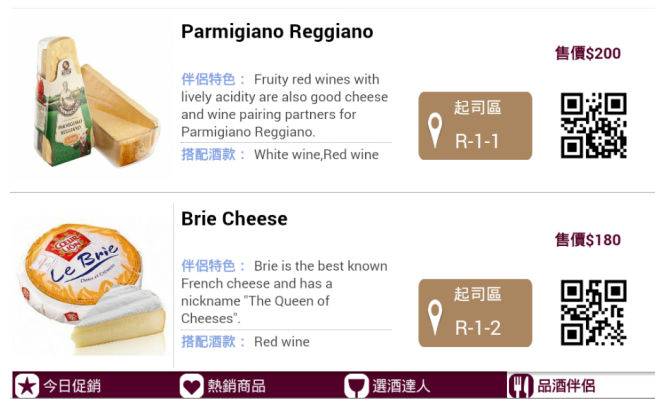 Parmigiano Reggiano
售價$200
伴侶特色： Fruity red wines with
lively acidity are also good cheese
and wine pairing partners for
Parmigiano Reggiano.
搭配酒款： White wine,Red wine
起司區
R-1-1
PARMIGIANO
REGGIANO
Brie Cheese
售價$180
伴侶特色： Brie is the best known
French cheese and has a
nickname "The Queen of
Cheeses".
搭配酒款： Red wine
起司區
R-1-2
Le Brie
今日促銷
熱銷商品
選酒達人
品酒伴侶